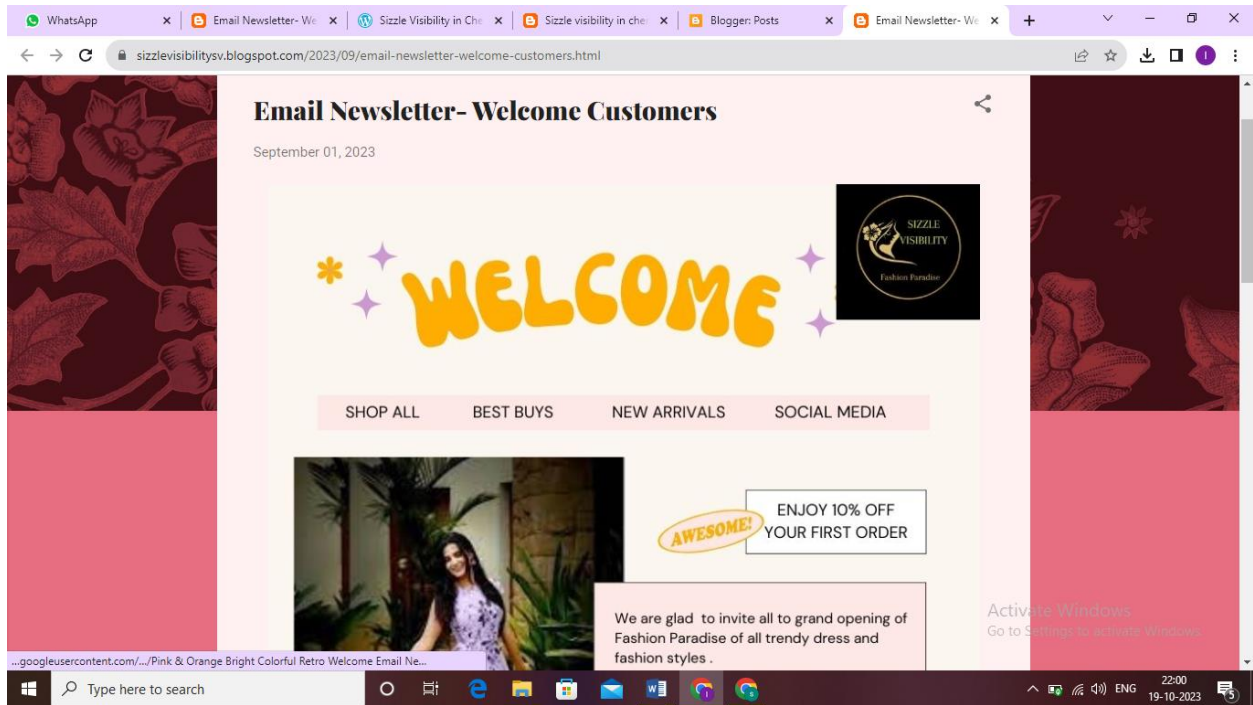 WhatsApp
Email Newsletter- We
Sizzle Visibility in Che
Sizzle visibility in che
Blogger: Posts
Email Newsletter- We
sizzlevisibilitysv.blogspot.com/2023/09/email-newsletter-welcome-customers.html
I
Email Newsletter- Welcome Customers
September 01, 2023
SIZZLE
VISIBILITY
Fashion Paradise
WELCOME
SHOP ALL BEST BUYS NEW ARRIVALS SOCIAL MEDIA
AWESOME!
ENJOY 10% OFF
YOUR FIRST ORDER
We are glad to invite all to grand opening of
Fashion Paradise of all trendy dress and
fashion styles .
Activate Windows
Go to Settings to activate Windows.
...googleusercontent.com/.../Pink & Orange Bright Colorful Retro Welcome Email Ne...
Type here to search
ENG
22:00
19-10-2023
5